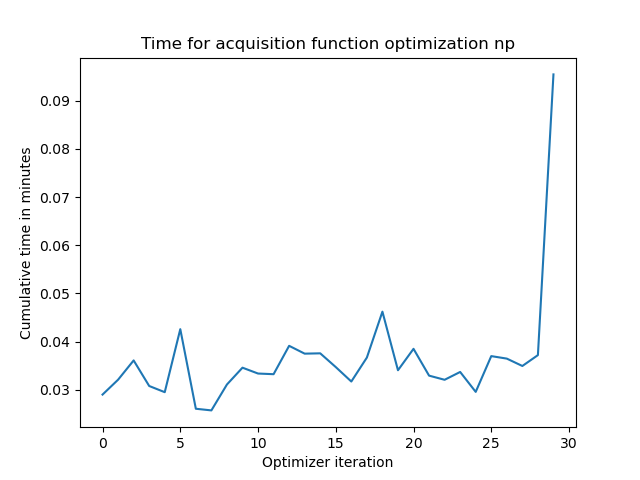 Time for acquisition function optimization np
Cumulative time in minutes
0.09
0.08
0.07
0.06
0.05
0.04
0.03
0 5 10 15 20 25 30
Optimizer iteration